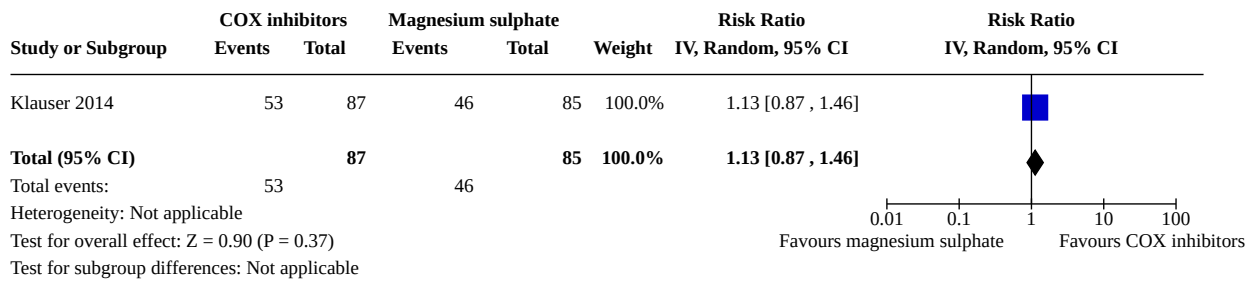 COX inhibitors Magnesium sulphate Risk Ratio Risk Ratio
Study or Subgroup Events Total Events Total Weight IV, Random, 95% CI IV, Random, 95% CI
Klauser 2014 53 87 46 85 100.0% 1.13 [0.87 , 1.46]
Total (95% CI) 87 85 100.0% 1.13 [0.87 , 1.46]
Total events: 53 46
Heterogeneity: Not applicable
0.01 0.1 1 10 100
Test for overall effect: Z = 0.90 (P = 0.37) Favours magnesium sulphate Favours COX inhibitors
Test for subgroup differences: Not applicable